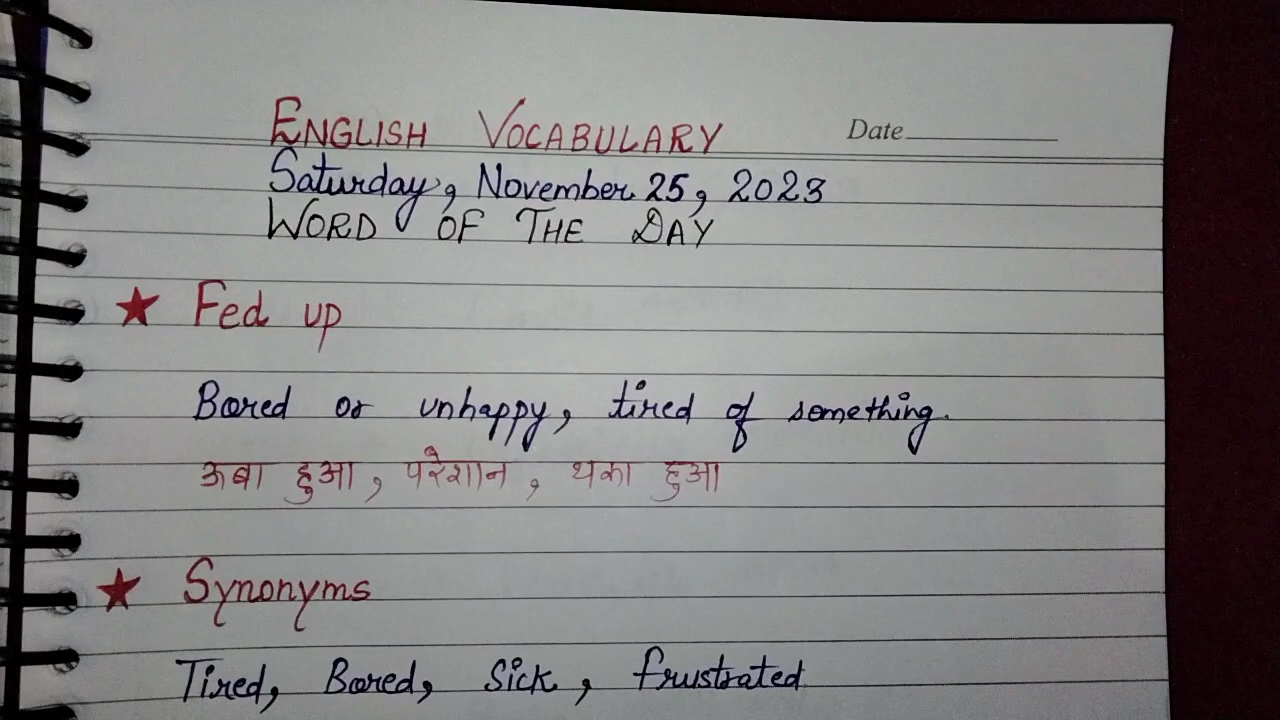 ENGLISH VOCABULARY Date
Saturday, November 25, 2023
WORD OF THE DAY
★ Fed up
Bored or unhappy, tired of something.
ऊबा हुआ, परेशान, थका हुआ
★ Synonyms
Tired, Bored, Sick, frustrated